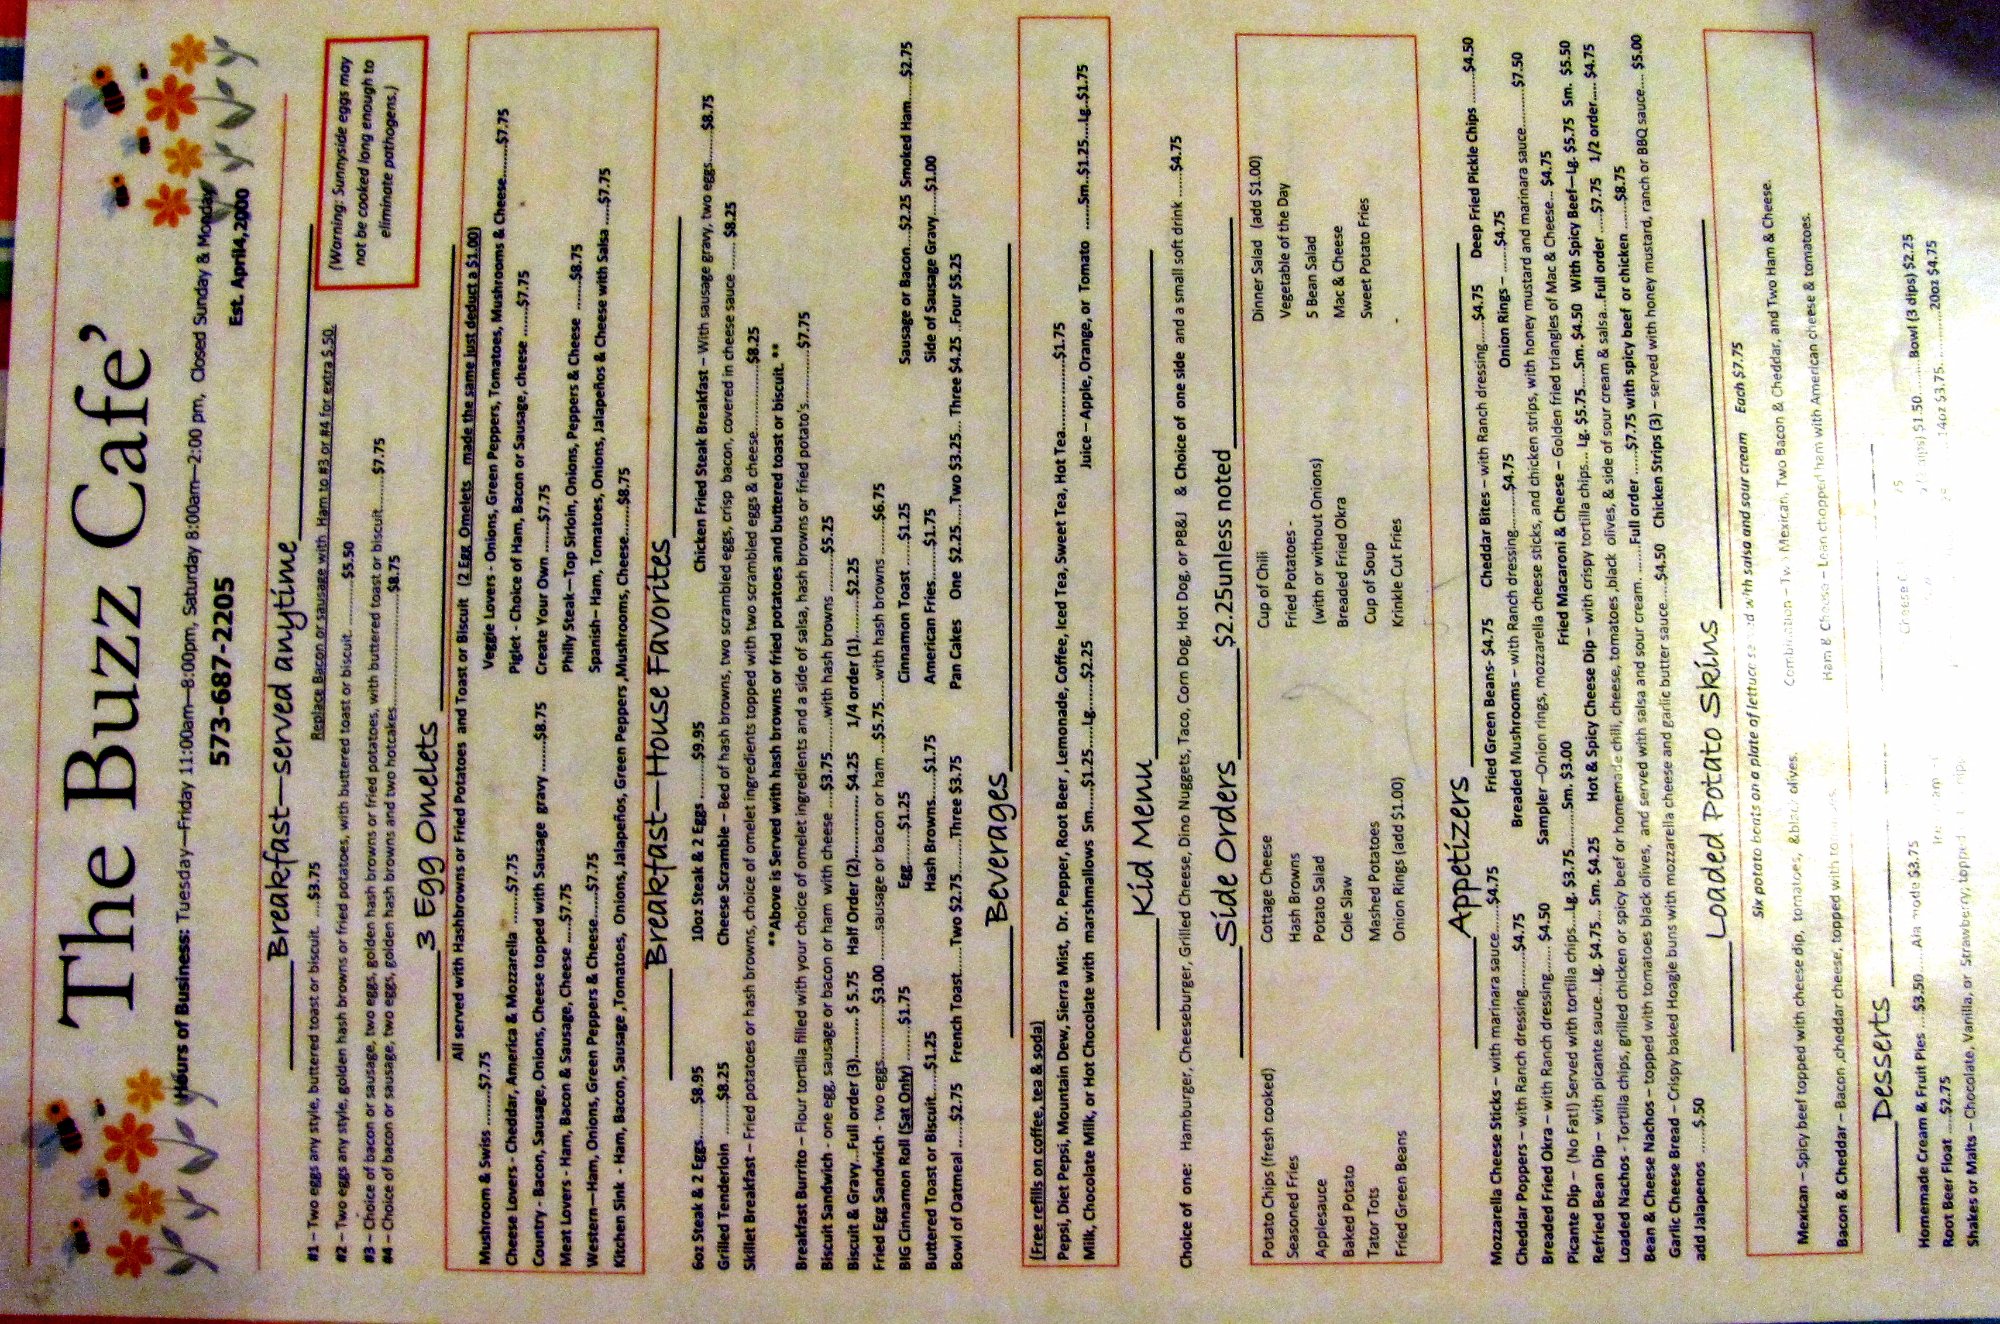 The Buzz Cafe'
Hours of Business: Tuesday—Friday 11:00am—8:00pm, Saturday 8:00am—2:00 pm, Closed Sunday & Monday
573-687-2205
Est. April4,2000
Breakfast—served anytime
Replace Bacon or sausage with Ham to #3 or #4 for extra $.50
(Warning: Sunnyside eggs may
not be cooked long enough to
eliminate pathogens.)
#1 – Two eggs any style, buttered toast or biscuit. ....$3.75
#2 – Two eggs any style, golden hash browns or fried potatoes, with buttered toast or biscuit. ..........$5.50
#3 – Choice of bacon or sausage, two eggs, golden hash browns or fried potatoes, with buttered toast or biscuit.......$7.75
#4 – Choice of bacon or sausage, two eggs, golden hash browns and two hotcakes..........................$8.75
3 Egg Omelets
All served with Hashbrowns or Fried Potatoes and Toast or Biscuit (2 Egg Omelets made the same just deduct a $1.00)
Mushroom & Swiss .........$7.75 Veggie Lovers - Onions, Green Peppers, Tomatoes, Mushrooms & Cheese.......$7.75
Cheese Lovers - Cheddar, America & Mozzarella .......$7.75 Piglet - Choice of Ham, Bacon or Sausage, cheese.......$7.75
Country - Bacon, Sausage, Onions, Cheese topped with Sausage gravy ......$8.75 Create Your Own .....$7.75
Meat Lovers - Ham, Bacon & Sausage, Cheese .....$7.75 Philly Steak—Top Sirloin, Onions, Peppers & Cheese ........$8.75
Western—Ham, Onions, Green Peppers & Cheese......$7.75 Spanish– Ham, Tomatoes, Onions, Jalapeños & Cheese with Salsa .....$7.75
Kitchen Sink - Ham, Bacon, Sausage ,Tomatoes, Onions, Jalapeños, Green Peppers ,Mushrooms, Cheese......$8.75
Breakfast—House Favorites
6oz Steak & 2 Eggs.......$8.95 10oz Steak & 2 Eggs ........$9.95 Chicken Fried Steak Breakfast – With sausage gravy, two eggs........$8.75
Grilled Tenderloin .......$8.25 Cheese Scramble – Bed of hash browns, two scrambled eggs, crisp bacon, covered in cheese sauce ....... $8.25
Skillet Breakfast – Fried potatoes or hash browns, choice of omelet ingredients topped with two scrambled eggs & cheese...............$8.25
**Above is Served with hash browns or fried potatoes and buttered toast or biscuit. **
Breakfast Burrito – Flour tortilla filled with your choice of omelet ingredients and a side of salsa, hash browns or fried potato's.............$7.75
Biscuit Sandwich - one egg, sausage or bacon or ham with cheese ....$3.75.........with hash browns .........$5.25
Biscuit & Gravy...Full order (3).......... $ 5.75 Half Order (2)................ $4.25 1/4 order (1)...........$2.25
Fried Egg Sandwich - two eggs..............$3.00 .......sausage or bacon or ham ...$5.75.....with hash browns .......$6.75
BIG Cinnamon Roll (Sat Only) ..........$1.75 Egg.......$1.25 Cinnamon Toast .....$1.25 Sausage or Bacon....$2.25 Smoked Ham.....$2.75
Buttered Toast or Biscuit.....$1.25 Hash Browns.....$1.75 American Fries.......$1.75 Side of Sausage Gravy.....$1.00
Bowl of Oatmeal ......$2.75 French Toast.....Two $2.75........Three $3.75 Pan Cakes One $2.25.....Two $3.25... Three $4.25 ..Four $5.25
Beverages
(Free refills on coffee, tea & soda)
Pepsi, Diet Pepsi, Mountain Dew, Sierra Mist, Dr. Pepper, Root Beer , Lemonade, Coffee, Iced Tea, Sweet Tea, Hot Tea................$1.75
Milk, Chocolate Milk, or Hot Chocolate with marshmallows Sm.....$1.25.....Lg.......$2.25 Juice – Apple, Orange, or Tomato .......Sm..$1.25....Lg..$1.75
Kid Menu
Choice of one: Hamburger, Cheeseburger, Grilled Cheese, Dino Nuggets, Taco, Corn Dog, Hot Dog, or PB&J & Choice of one side and a small soft drink ......$4.75
Side Orders $2.25unless noted
Potato Chips (fresh cooked) Cottage Cheese Cup of Chili Dinner Salad (add $1.00)
Seasoned Fries Hash Browns Fried Potatoes - Vegetable of the Day
Applesauce Potato Salad (with or without Onions) 5 Bean Salad
Baked Potato Cole Slaw Breaded Fried Okra Mac & Cheese
Tator Tots Mashed Potatoes Cup of Soup Sweet Potato Fries
Fried Green Beans Onion Rings (add $1.00) Krinkle Cut Fries
Appetizers
Mozzarella Cheese Sticks – with marinara sauce.....$4.75 Fried Green Beans- $4.75 Cheddar Bites – with Ranch dressing.....$4.75 Deep Fried Pickle Chips ........$4.50
Cheddar Poppers – with Ranch dressing........$4.75 Breaded Mushrooms – with Ranch dressing........$4.75 Onion Rings – .....$4.75
Breaded Fried Okra – with Ranch dressing....... $4.50 Sampler –Onion rings, mozzarella cheese sticks, and chicken strips, with honey mustard and marinara sauce..........$7.50
Picante Dip – (No Fat!) Served with tortilla chips...Lg. $3.75..........Sm. $3.00 Fried Macaroni & Cheese – Golden fried triangles of Mac & Cheese.. $4.75
Refried Bean Dip – with picante sauce...Lg. $4.75... Sm. $4.25 Hot & Spicy Cheese Dip – with crispy tortilla chips... Lg. $5.75.....Sm. $4.50 With Spicy Beef—Lg. $5.75 Sm. $5.50
Loaded Nachos - Tortilla chips, grilled chicken or spicy beef or homemade chili, cheese, tomatoes, black olives, & side of sour cream & salsa...Full order .....$7.75 1/2 order..... $4.75
Bean & Cheese Nachos – topped with tomatoes black olives, and served with salsa and sour cream .........Full order .......$7.75 with spicy beef or chicken .......$8.75
Garlic Cheese Bread – Crispy baked Hoagie buns with mozzarella cheese and garlic butter sauce.....$4.50 Chicken Strips (3) – served with honey mustard, ranch or BBQ sauce.... $5.00
add Jalapenos ........$.50
Loaded Potato Skins
Six potato boats on a plate of lettuce with salsa and sour cream Each $7.75
Mexican – Spicy beef topped with cheese dip, tomatoes, &black olives. Combination – Two Mexican, Two Bacon & Cheddar, and Two Ham & Cheese.
Bacon & Cheddar – Bacon ,cheddar cheese, topped with Ham & Cheese – Lean chopped ham with American cheese & tomatoes.
Desserts
Homemade Cream & Fruit Pies ...$3.50 ..... Ala mode $3.75 $1.50.........Bowl (3 dips) $2.25
Root Beer Float .....$2.75 14oz $3.75..............20oz $4.75
Shakes or Malts – Chocolate, Vanilla, or Strawberry,